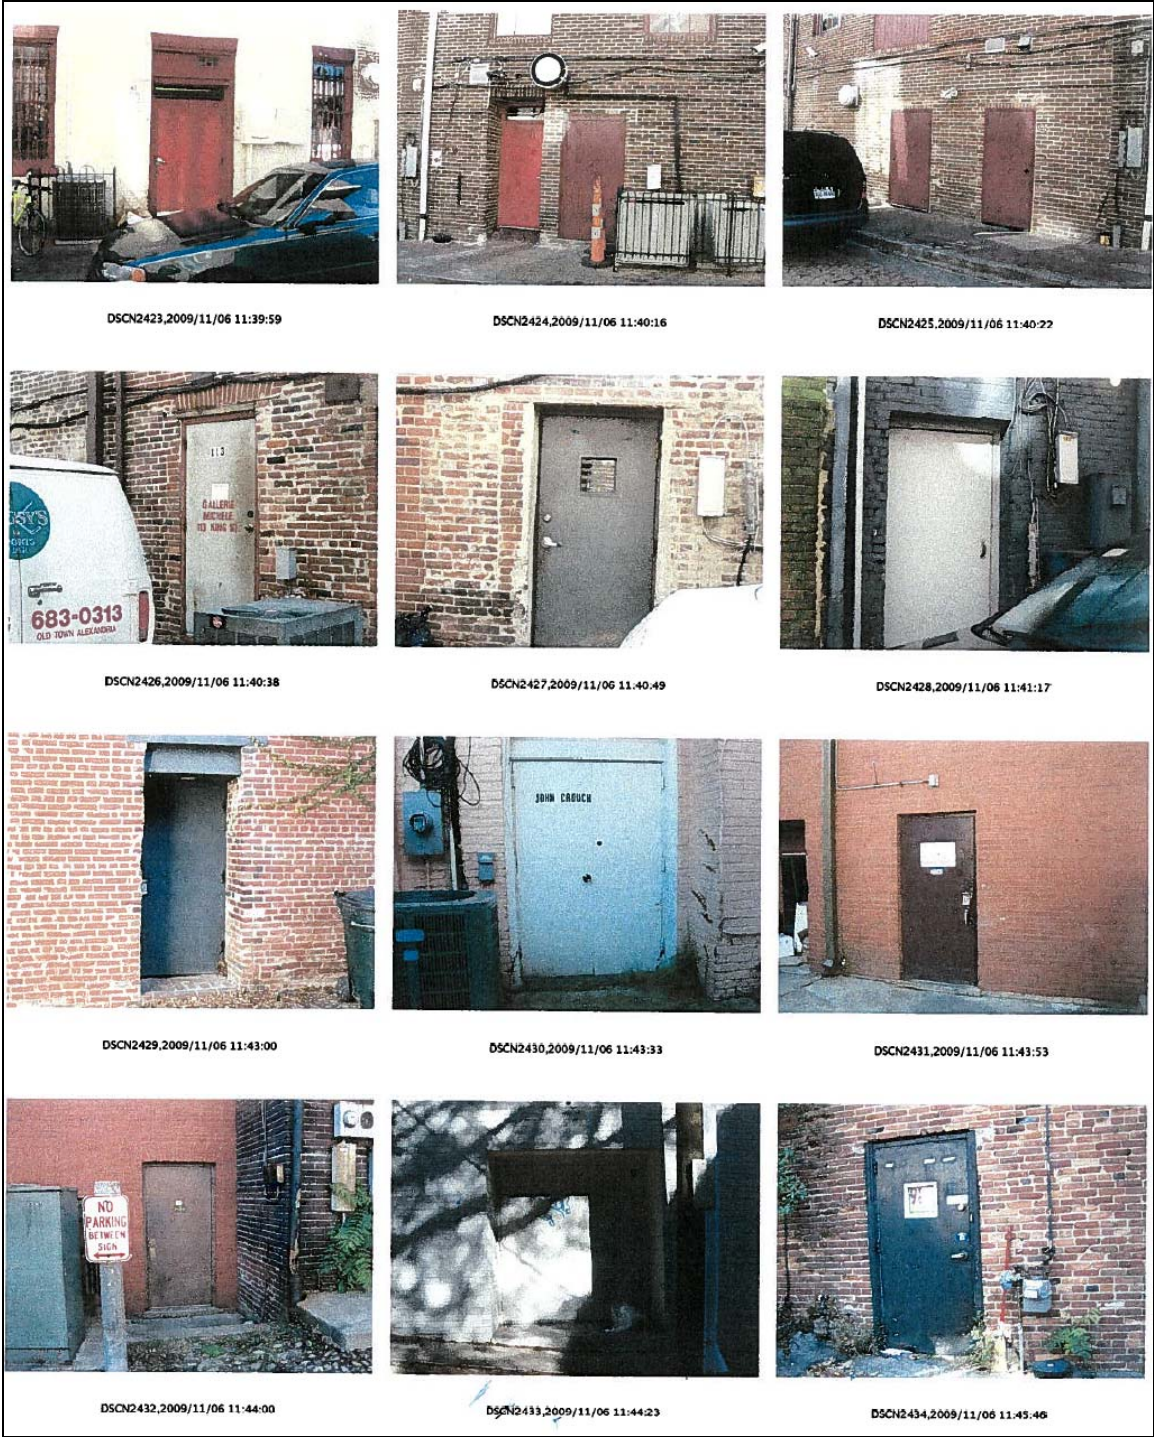 DSCN2423,2009/11/06 11:39:59
DSCN2424,2009/11/06 11:40:16
DSCN2425,2009/11/06 11:40:22
683-0313
OLD TOWN ALEXANDRIA
113
GALLERIE
MICHELE
113 KING ST
DSCN2426,2009/11/06 11:40:38
DSCN2427,2009/11/06 11:40:49
DSCN2428,2009/11/06 11:41:17
JOHN CROUCH
DSCN2429,2009/11/06 11:43:00
DSCN2430,2009/11/06 11:43:33
DSCN2431,2009/11/06 11:43:53
NO
PARKING
BETWEEN
SIGN
DSCN2432,2009/11/06 11:44:00
DSCN2433,2009/11/06 11:44:23
DSCN2434,2009/11/06 11:45:46